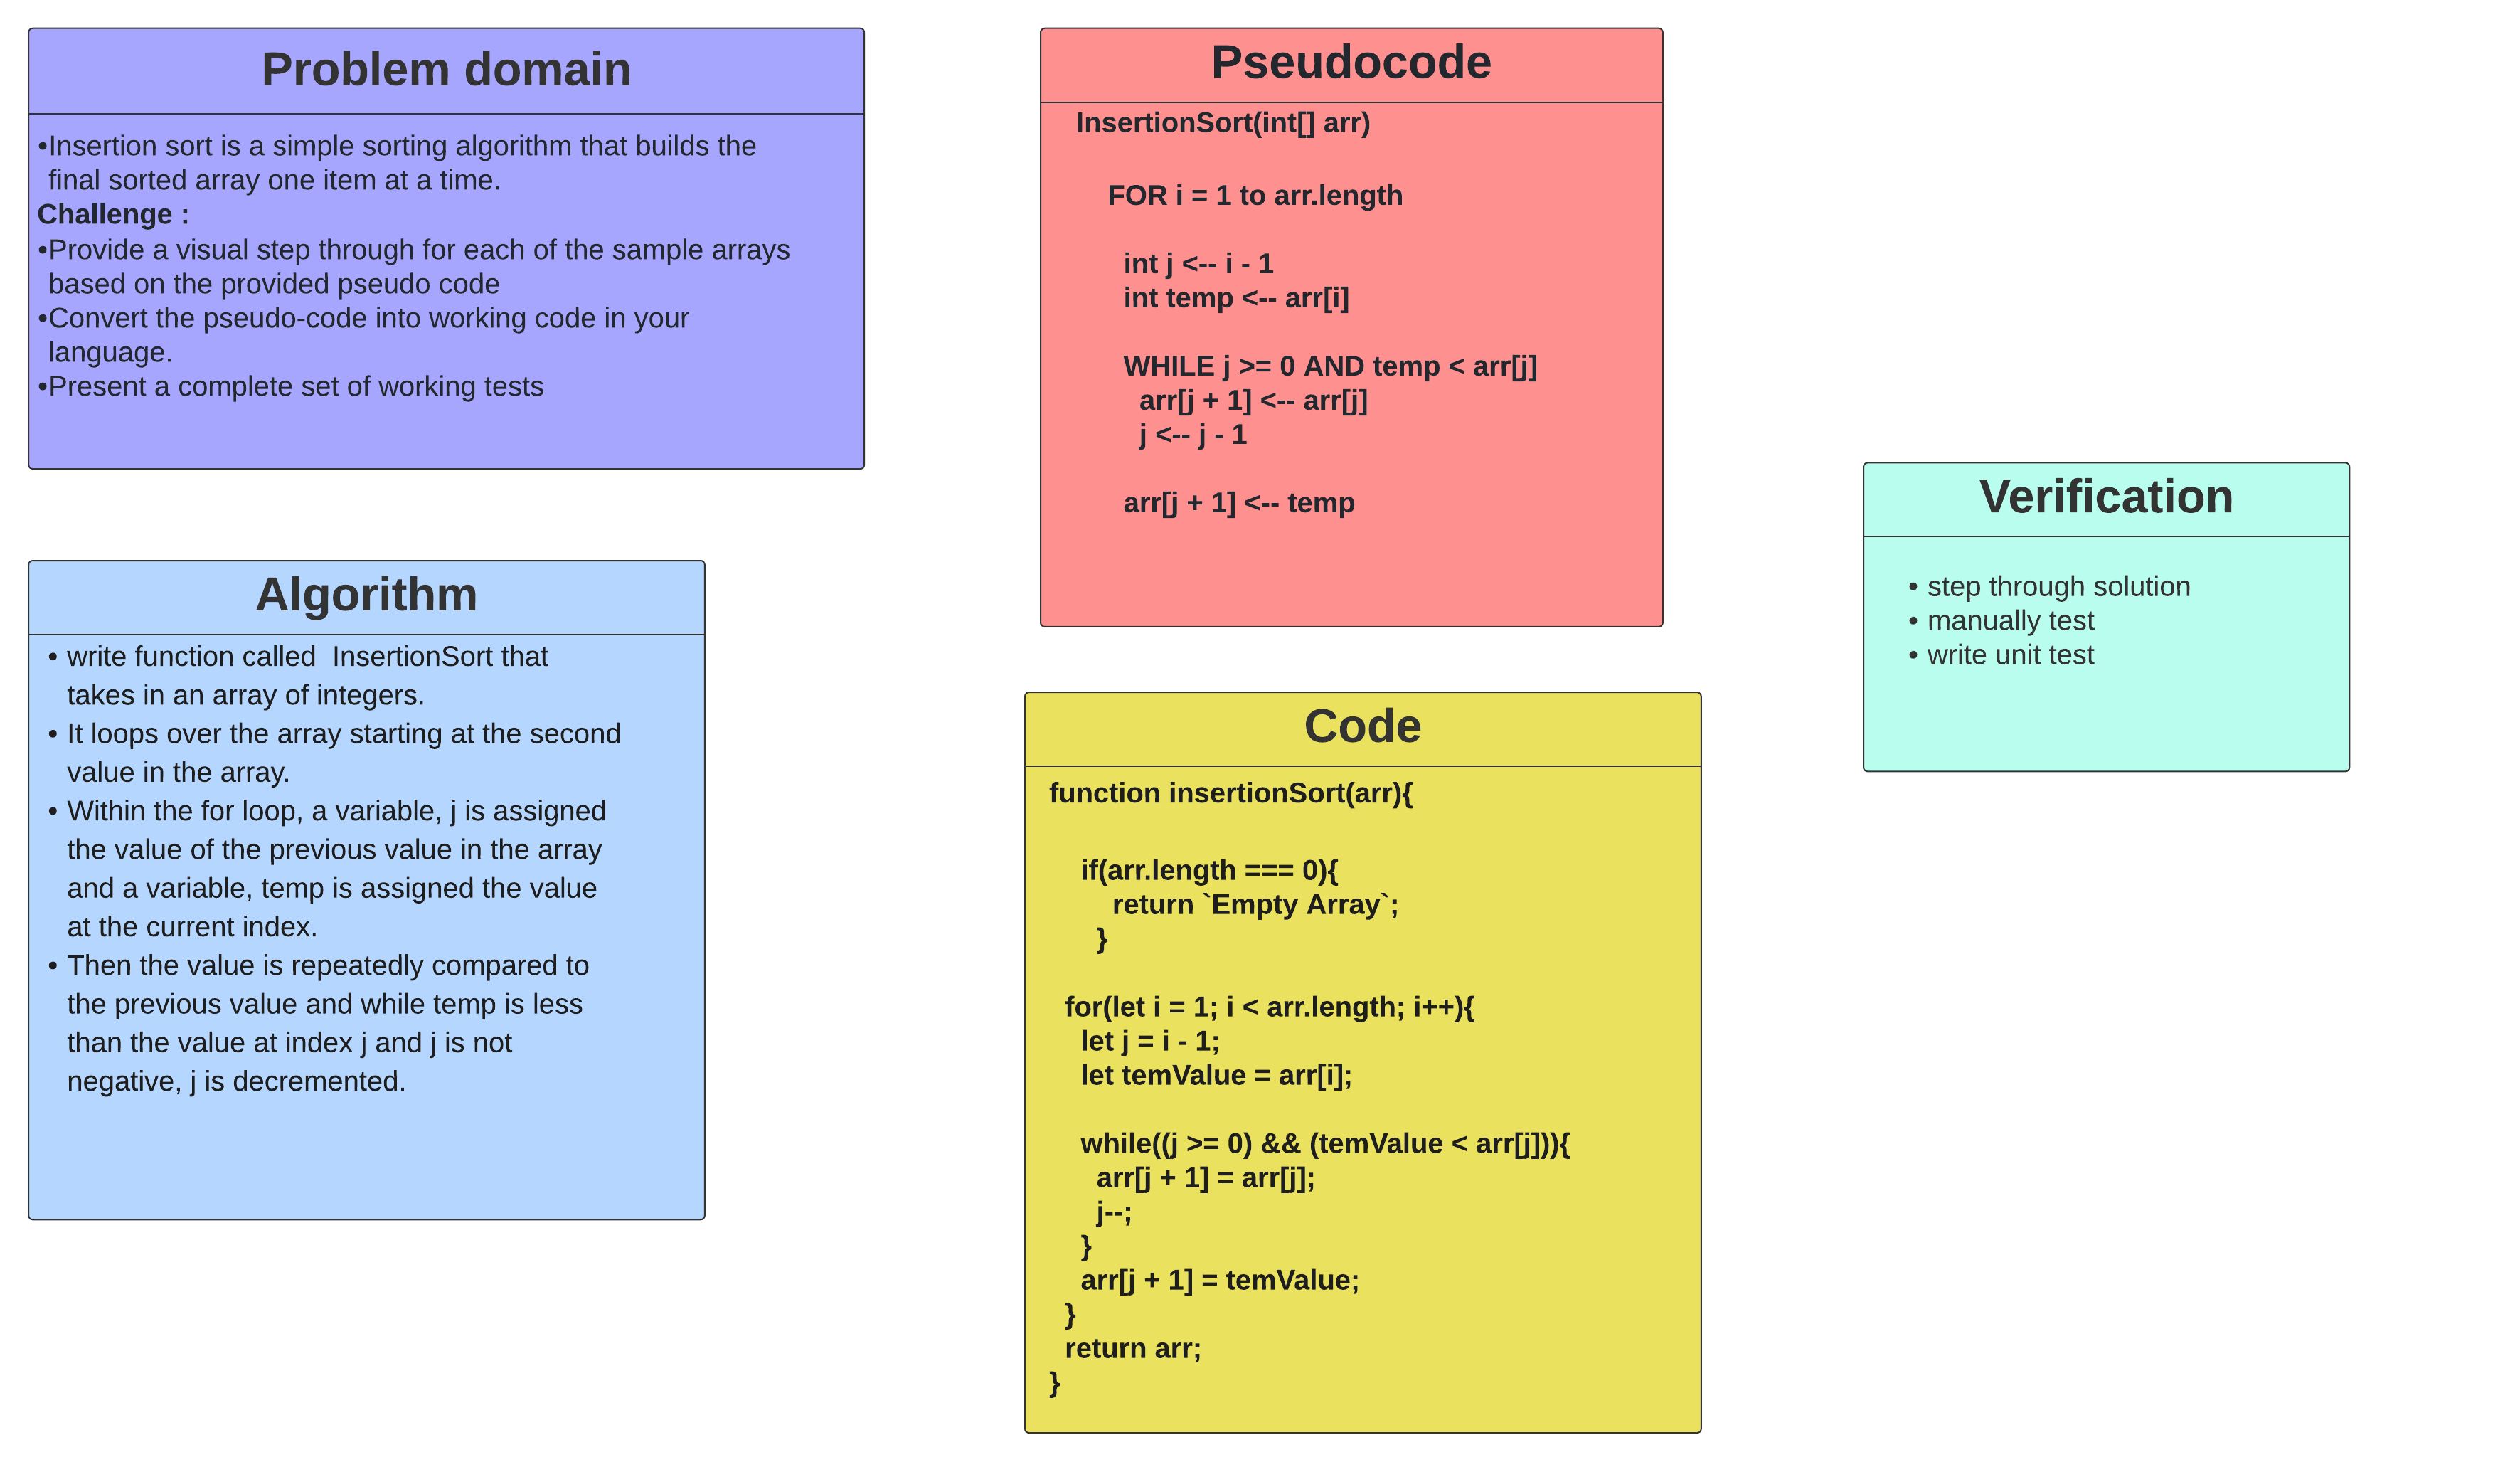 Problem domain
•Insertion sort is a simple sorting algorithm that builds the
final sorted array one item at a time.
Challenge :
•Provide a visual step through for each of the sample arrays
based on the provided pseudo code
•Convert the pseudo-code into working code in your
language.
•Present a complete set of working tests
Algorithm
• write function called  InsertionSort that
takes in an array of integers.
• It loops over the array starting at the second
value in the array.
• Within the for loop, a variable, j is assigned
the value of the previous value in the array
and a variable, temp is assigned the value
at the current index.
• Then the value is repeatedly compared to
the previous value and while temp is less
than the value at index j and j is not
negative, j is decremented.
Pseudocode
InsertionSort(int[] arr)
FOR i = 1 to arr.length
int j <-- i - 1
int temp <-- arr[i]
WHILE j >= 0 AND temp < arr[j]
arr[j + 1] <-- arr[j]
j <-- j - 1
arr[j + 1] <-- temp
Code
function insertionSort(arr){
if(arr.length === 0){
return `Empty Array`;
}
for(let i = 1; i < arr.length; i++){
let j = i - 1;
let temValue = arr[i];
while((j >= 0) && (temValue < arr[j])){
arr[j + 1] = arr[j];
j--;
}
arr[j + 1] = temValue;
}
return arr;
}
Verification
• step through solution
• manually test
• write unit test